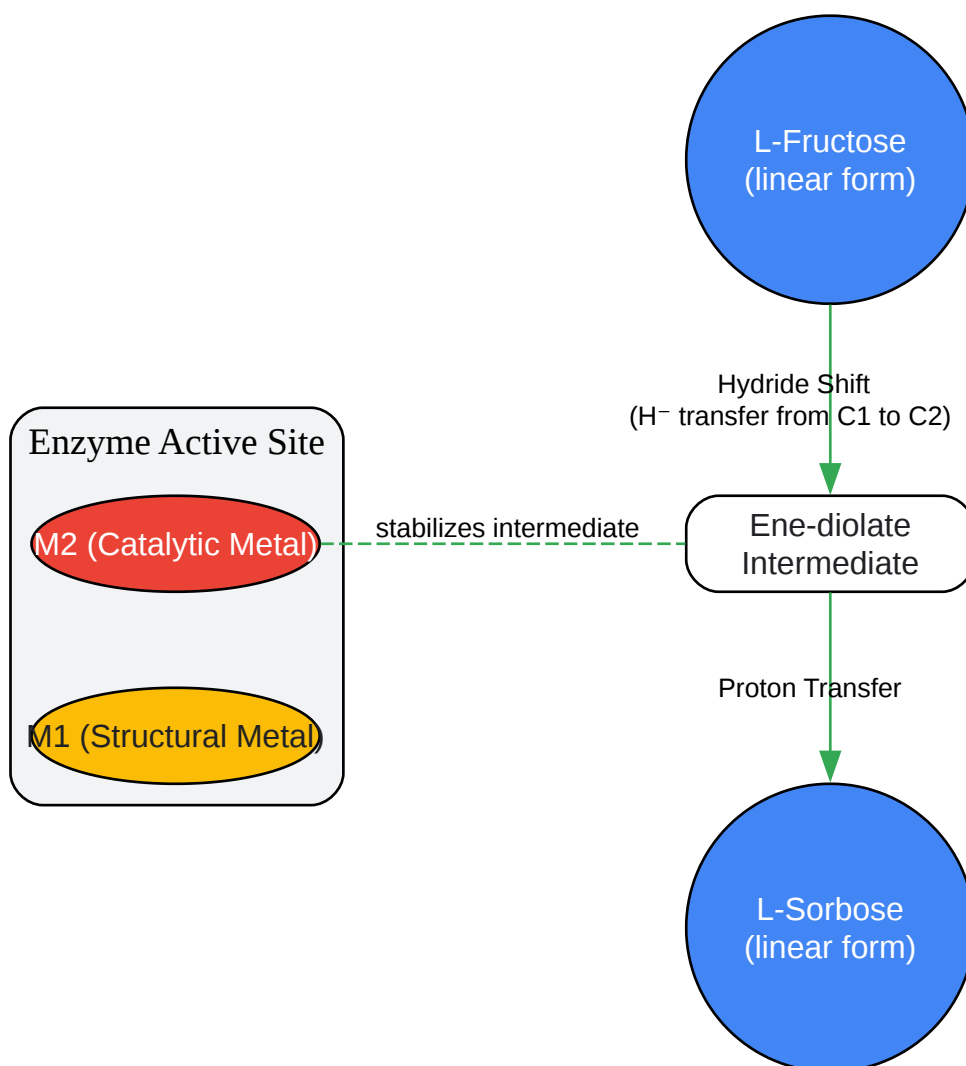 L-Fructose
(linear form)
Hydride Shift
(H⁻ transfer from C1 to C2)
Enzyme Active Site
M2 (Catalytic Metal)
stabilizes intermediate
Ene-diolate
Intermediate
M1 (Structural Metal)
Proton Transfer
L-Sorbose
(linear form)